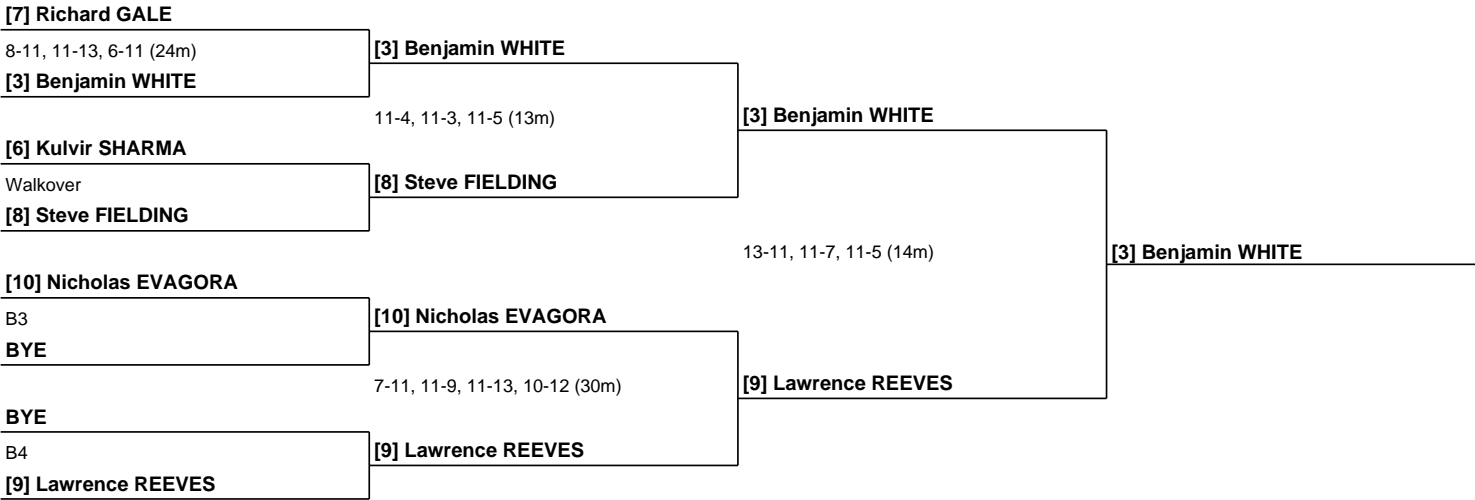 [7] Richard GALE
8-11, 11-13, 6-11 (24m)
[3] Benjamin WHITE
[3] Benjamin WHITE
11-4, 11-3, 11-5 (13m)
[3] Benjamin WHITE
[6] Kulvir SHARMA
Walkover
[8] Steve FIELDING
[8] Steve FIELDING
13-11, 11-7, 11-5 (14m)
[3] Benjamin WHITE
[10] Nicholas EVAGORA
B3
[10] Nicholas EVAGORA
BYE
7-11, 11-9, 11-13, 10-12 (30m)
[9] Lawrence REEVES
BYE
B4
[9] Lawrence REEVES
[9] Lawrence REEVES